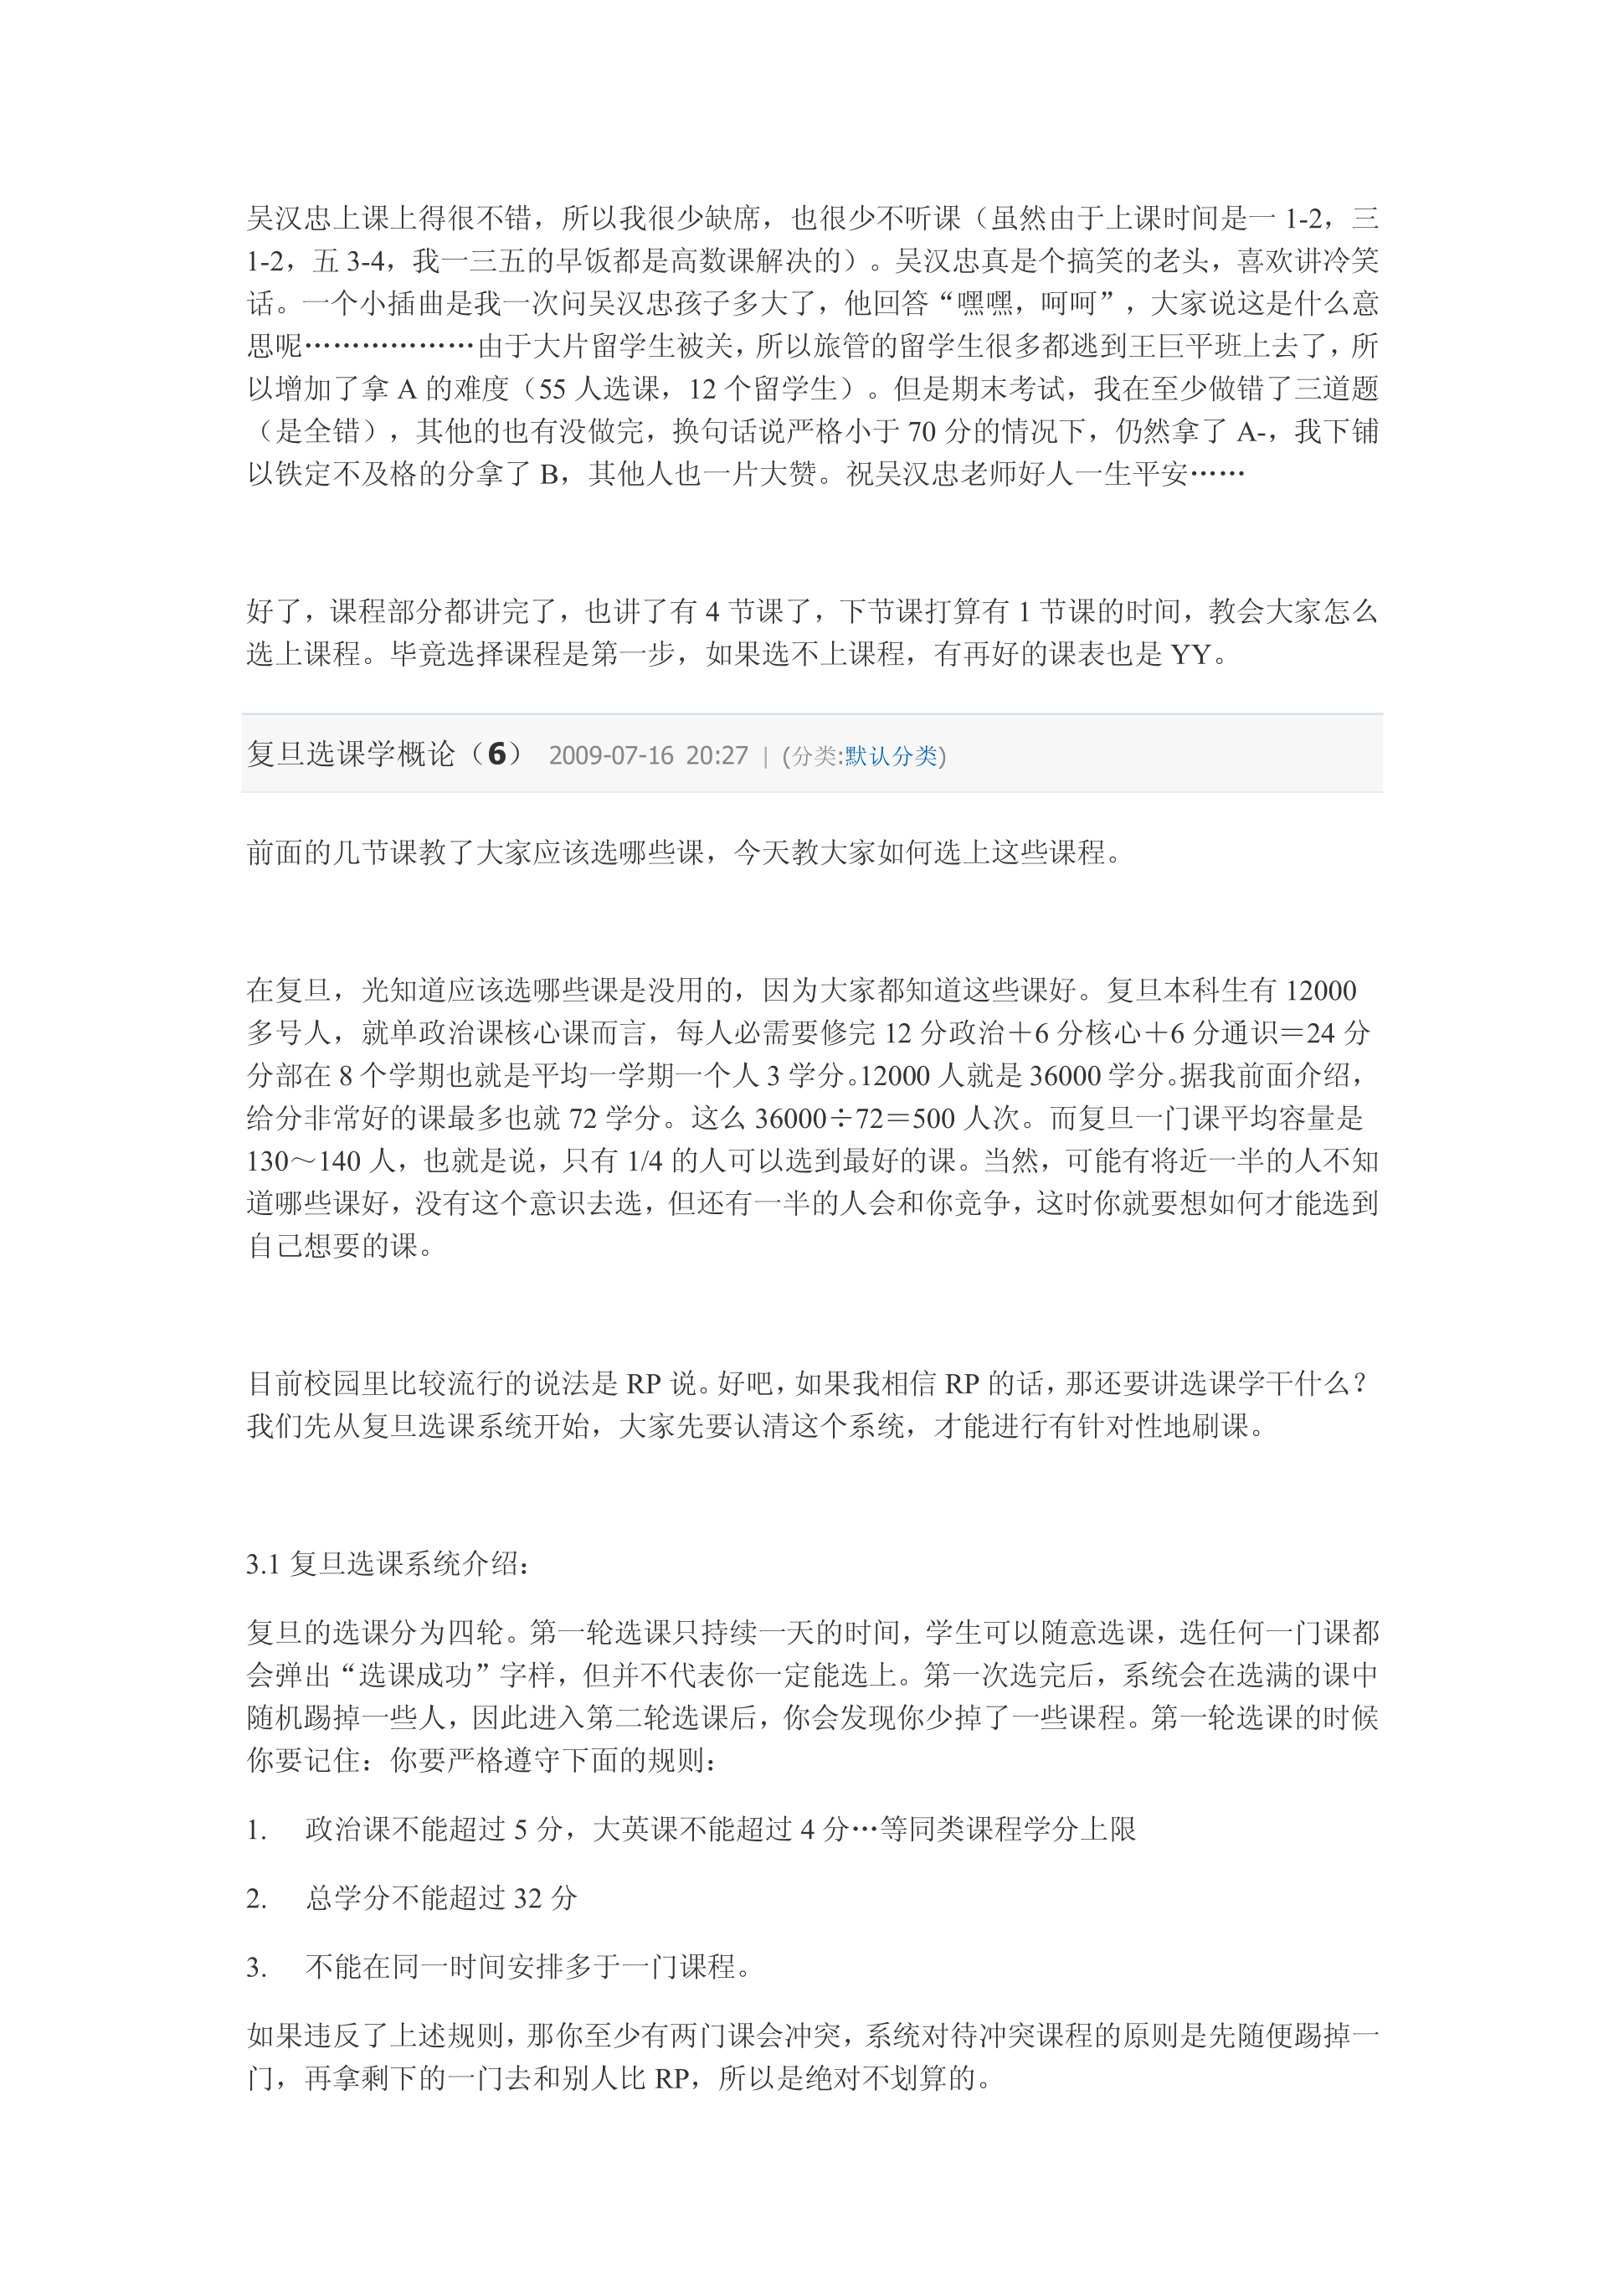 吴汉忠上课上得很不错，所以我很少缺席，也很少不听课（虽然由于上课时间是一 1-2，三
1-2，五 3-4，我一三五的早饭都是高数课解决的）。吴汉忠真是个搞笑的老头，喜欢讲冷笑
话。一个小插曲是我一次问吴汉忠孩子多大了，他回答“嘿嘿，呵呵”，大家说这是什么意
思呢………………由于大片留学生被关，所以旅管的留学生很多都逃到王巨平班上去了，所
以增加了拿 A 的难度（55 人选课，12 个留学生）。但是期末考试，我在至少做错了三道题
（是全错），其他的也有没做完，换句话说严格小于 70 分的情况下，仍然拿了 A-，我下铺
以铁定不及格的分拿了 B，其他人也一片大赞。祝吴汉忠老师好人一生平安……
好了，课程部分都讲完了，也讲了有 4 节课了，下节课打算有 1 节课的时间，教会大家怎么
选上课程。毕竟选择课程是第一步，如果选不上课程，有再好的课表也是 YY。
复旦选课学概论（6） 2009-07-16 20:27 | (分类:默认分类)
前面的几节课教了大家应该选哪些课，今天教大家如何选上这些课程。
在复旦，光知道应该选哪些课是没用的，因为大家都知道这些课好。复旦本科生有 12000
多号人，就单政治课核心课而言，每人必需要修完 12 分政治＋6 分核心＋6 分通识＝24 分
分部在 8 个学期也就是平均一学期一个人 3 学分。12000 人就是 36000 学分。据我前面介绍，
给分非常好的课最多也就 72 学分。这么 36000÷72＝500 人次。而复旦一门课平均容量是
130～140 人，也就是说，只有 1/4 的人可以选到最好的课。当然，可能有将近一半的人不知
道哪些课好，没有这个意识去选，但还有一半的人会和你竞争，这时你就要想如何才能选到
自己想要的课。
目前校园里比较流行的说法是 RP 说。好吧，如果我相信 RP 的话，那还要讲选课学干什么？
我们先从复旦选课系统开始，大家先要认清这个系统，才能进行有针对性地刷课。
3.1 复旦选课系统介绍：
复旦的选课分为四轮。第一轮选课只持续一天的时间，学生可以随意选课，选任何一门课都
会弹出“选课成功”字样，但并不代表你一定能选上。第一次选完后，系统会在选满的课中
随机踢掉一些人，因此进入第二轮选课后，你会发现你少掉了一些课程。第一轮选课的时候
你要记住：你要严格遵守下面的规则：
1. 政治课不能超过 5 分，大英课不能超过 4 分…等同类课程学分上限
2. 总学分不能超过 32 分
3. 不能在同一时间安排多于一门课程。
如果违反了上述规则，那你至少有两门课会冲突，系统对待冲突课程的原则是先随便踢掉一
门，再拿剩下的一门去和别人比 RP，所以是绝对不划算的。